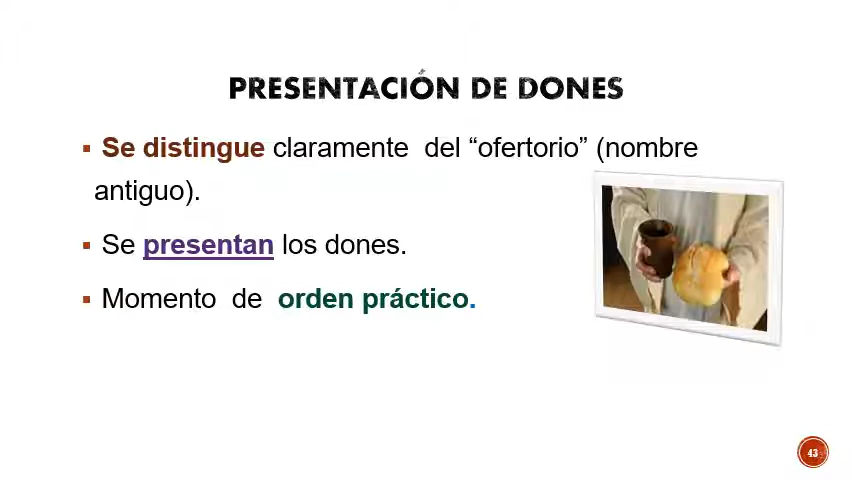 PRESENTACIÓN DE DONES
▪ Se distingue claramente del “ofertorio” (nombre
antiguo).
▪ Se presentan los dones.
▪ Momento de orden práctico.
43